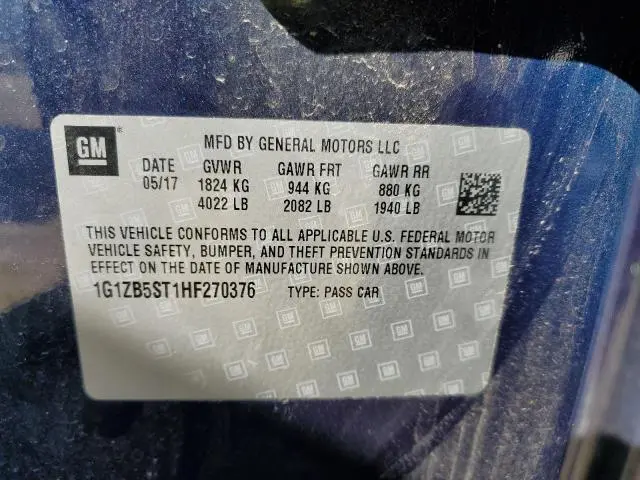 GM
MFD BY GENERAL MOTORS LLC
DATE GVWR GAWR FRT GAWR RR
05/17 1824 KG 944 KG 880 KG
4022 LB 2082 LB 1940 LB
THIS VEHICLE CONFORMS TO ALL APPLICABLE U.S. FEDERAL MOTOR
VEHICLE SAFETY, BUMPER, AND THEFT PREVENTION STANDARDS IN
EFFECT ON THE DATE OF MANUFACTURE SHOWN ABOVE.
1G1ZB5ST1HF270376 TYPE: PASS CAR